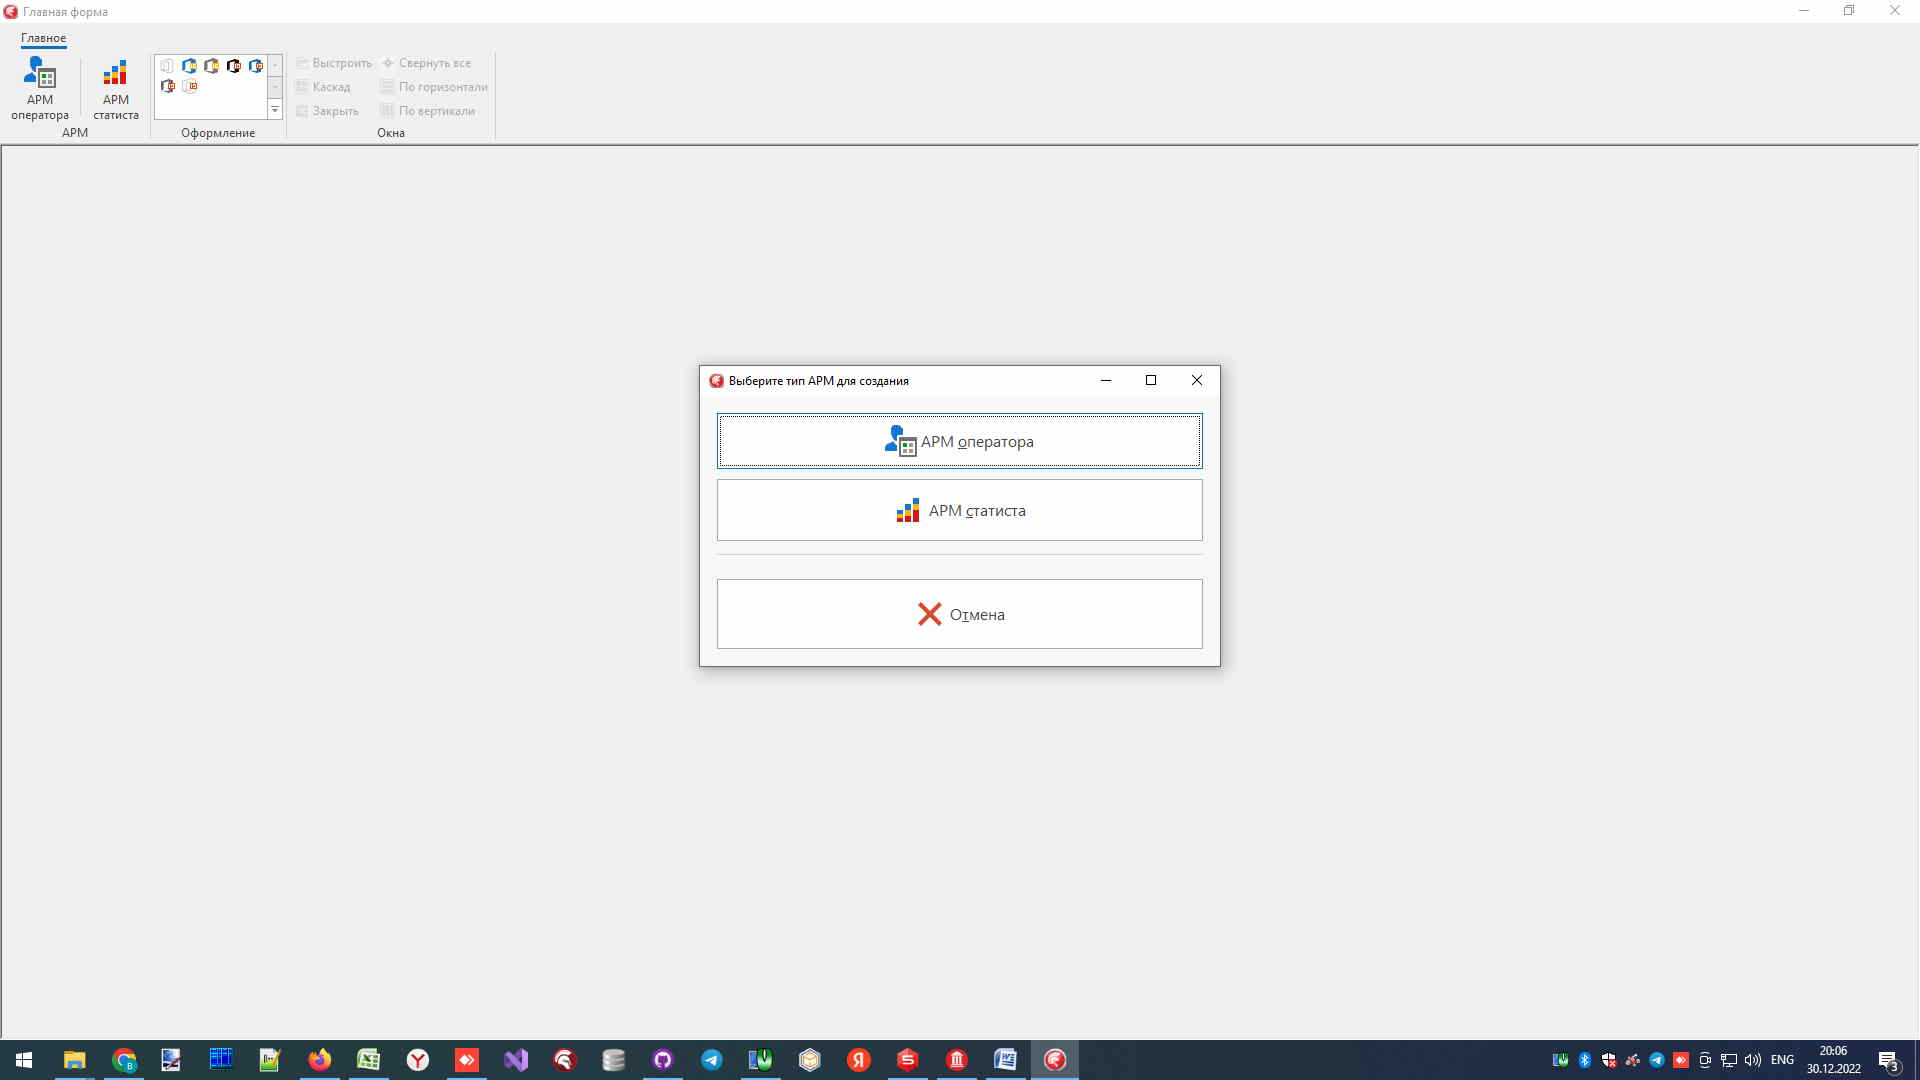 Главная форма
Главное
АРМ
оператора
АРМ
статиста
АРМ
Оформление
Выстроить
Свернуть все
Каскад
По горизонтали
Закрыть
По вертикали
Окна
Выберите тип АРМ для создания
АРМ оператора
АРМ статиста
Отмена
ENG
20:06
30.12.2022
3